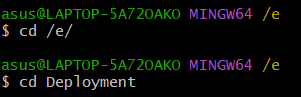 asus@LAPTOP-5A72OAKO MINGW64 /e
$ cd /e/
asus@LAPTOP-5A72OAKO MINGW64 /e
$ cd Deployment